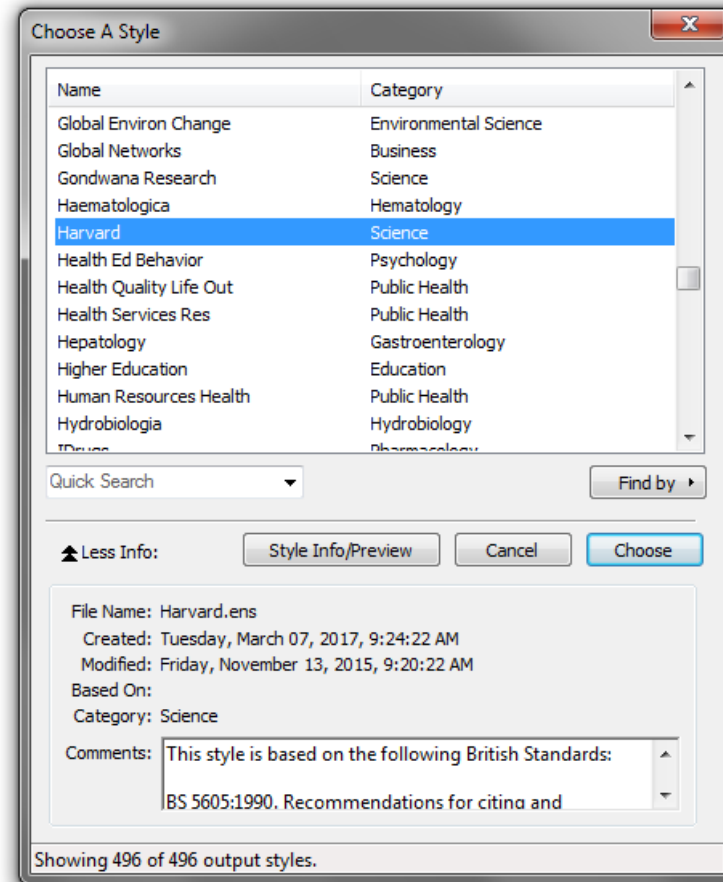 Choose A Style
Name Category
Global Environ Change Environmental Science
Global Networks Business
Gondwana Research Science
Haematologica Hematology
Harvard Science
Health Ed Behavior Psychology
Health Quality Life Out Public Health
Health Services Res Public Health
Hepatology Gastroenterology
Higher Education Education
Human Resources Health Public Health
Hydrobiologia Hydrobiology
IDrugs Pharmacology
Quick Search Find by
Less Info: Style Info/Preview Cancel Choose
File Name: Harvard.ens
Created: Tuesday, March 07, 2017, 9:24:22 AM
Modified: Friday, November 13, 2015, 9:20:22 AM
Based On:
Category: Science
Comments: This style is based on the following British Standards:
BS 5605:1990. Recommendations for citing and
Showing 496 of 496 output styles.